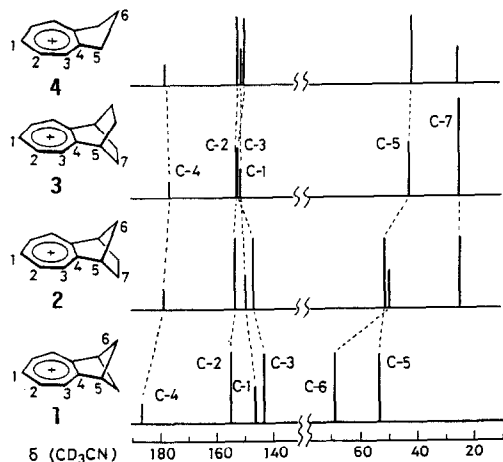 6
1 2 3 4 5
4
C-2 C-3 C-7
1 2 3 4 5 7
C-4 C-1 C-5
3
6
1 2 3 4 5 7
2
6
C-2 C-3
1 2 3 4 5
C-4 C-1 C-6 C-5
1
δ (CD₃CN) 190 180 160 140 60 40 20